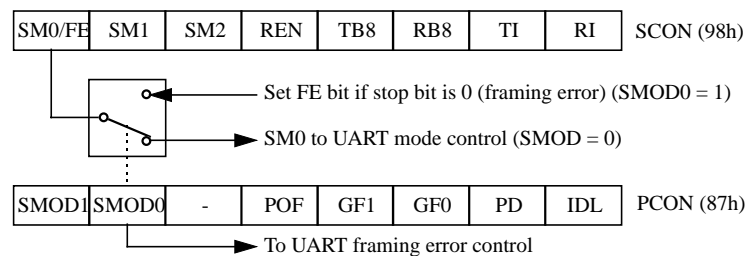 SM0/FE SM1 SM2 REN TB8 RB8 TI RI SCON (98h)
Set FE bit if stop bit is 0 (framing error) (SMOD0 = 1)
SM0 to UART mode control (SMOD = 0)
SMOD1 SMOD0 - POF GF1 GF0 PD IDL PCON (87h)
To UART framing error control